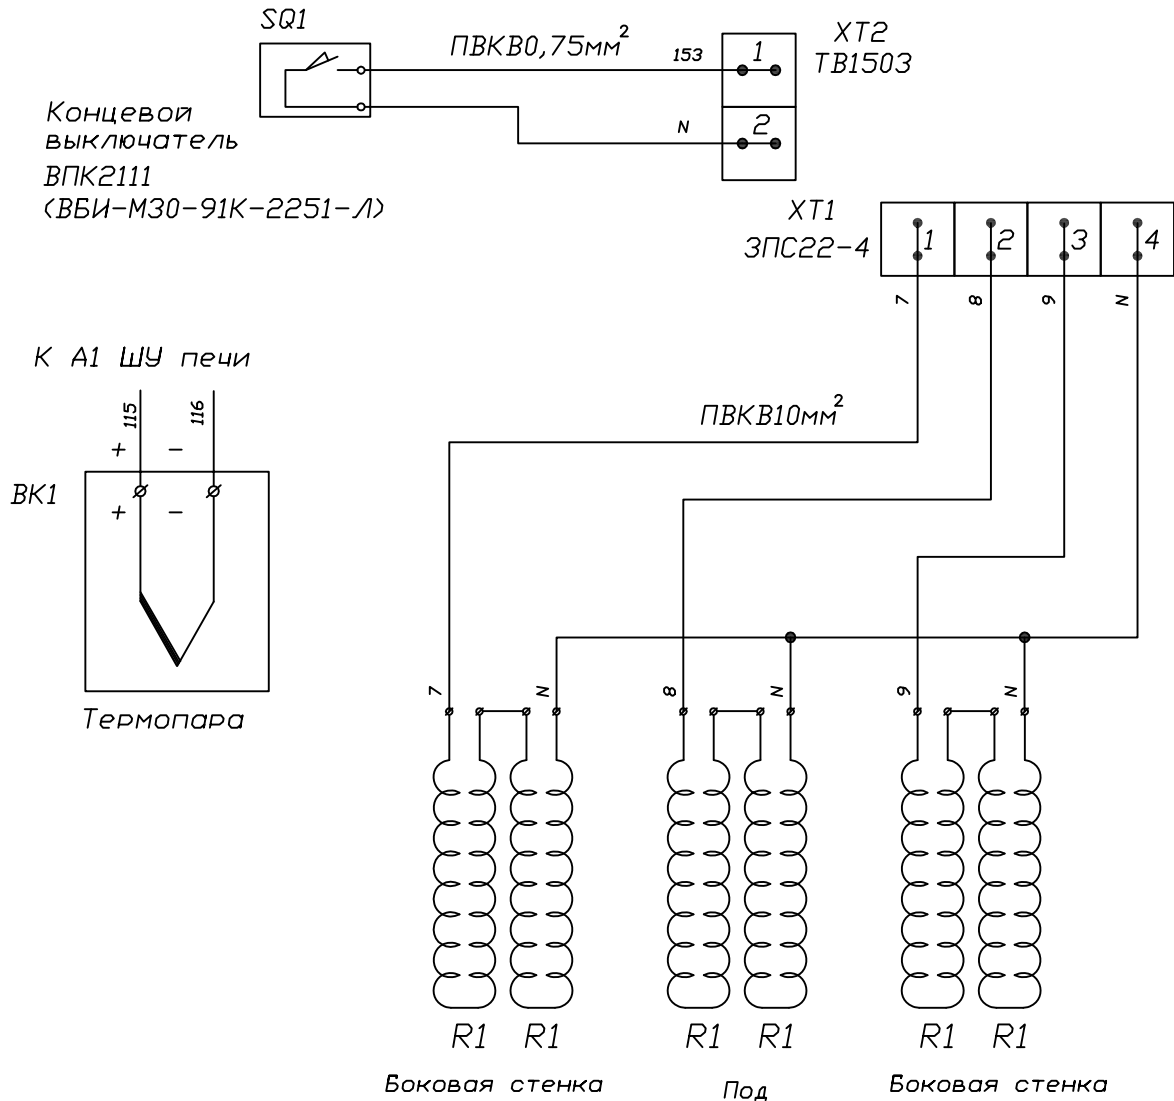 SQ1
ПВКВ0,75мм²
153
1
ХТ2
ТВ1503
Концевой
выключатель
ВПК2111
(ВБИ-М30-91К-2251-Л)
N
2
ХТ1
ЗПС22-4
1
2
3
4
7
8
9
N
К А1 ШУ печи
115
116
+ −
ВК1
+ −
Термопара
ПВКВ10мм²
7
N
8
N
9
N
R1 R1 R1 R1 R1 R1
Боковая стенка
Под
Боковая стенка